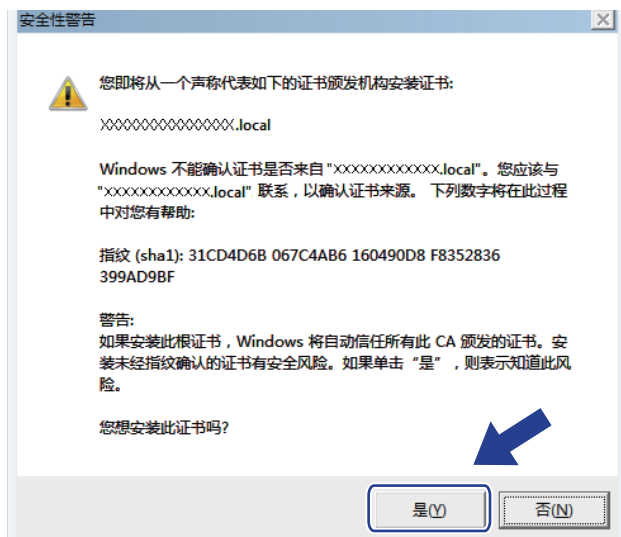 安全性警告
您即将从一个声称代表如下的证书颁发机构安装证书:
XXXXXXXXXXXXXX.local
Windows 不能确认证书是否来自"XXXXXXXXXXXX.local"。您应该与
"XXXXXXXXXXXX.local" 联系，以确认证书来源。 下列数字将在此过程
中对您有帮助:
指纹 (sha1): 31CD4D6B 067C4AB6 160490D8 F8352836
399AD9BF
警告:
如果安装此根证书，Windows 将自动信任所有此 CA 颁发的证书。安
装未经指纹确认的证书有安全风险。如果单击“是”，则表示知道此风
险。
您想安装此证书吗?
是(Y)
否(N)